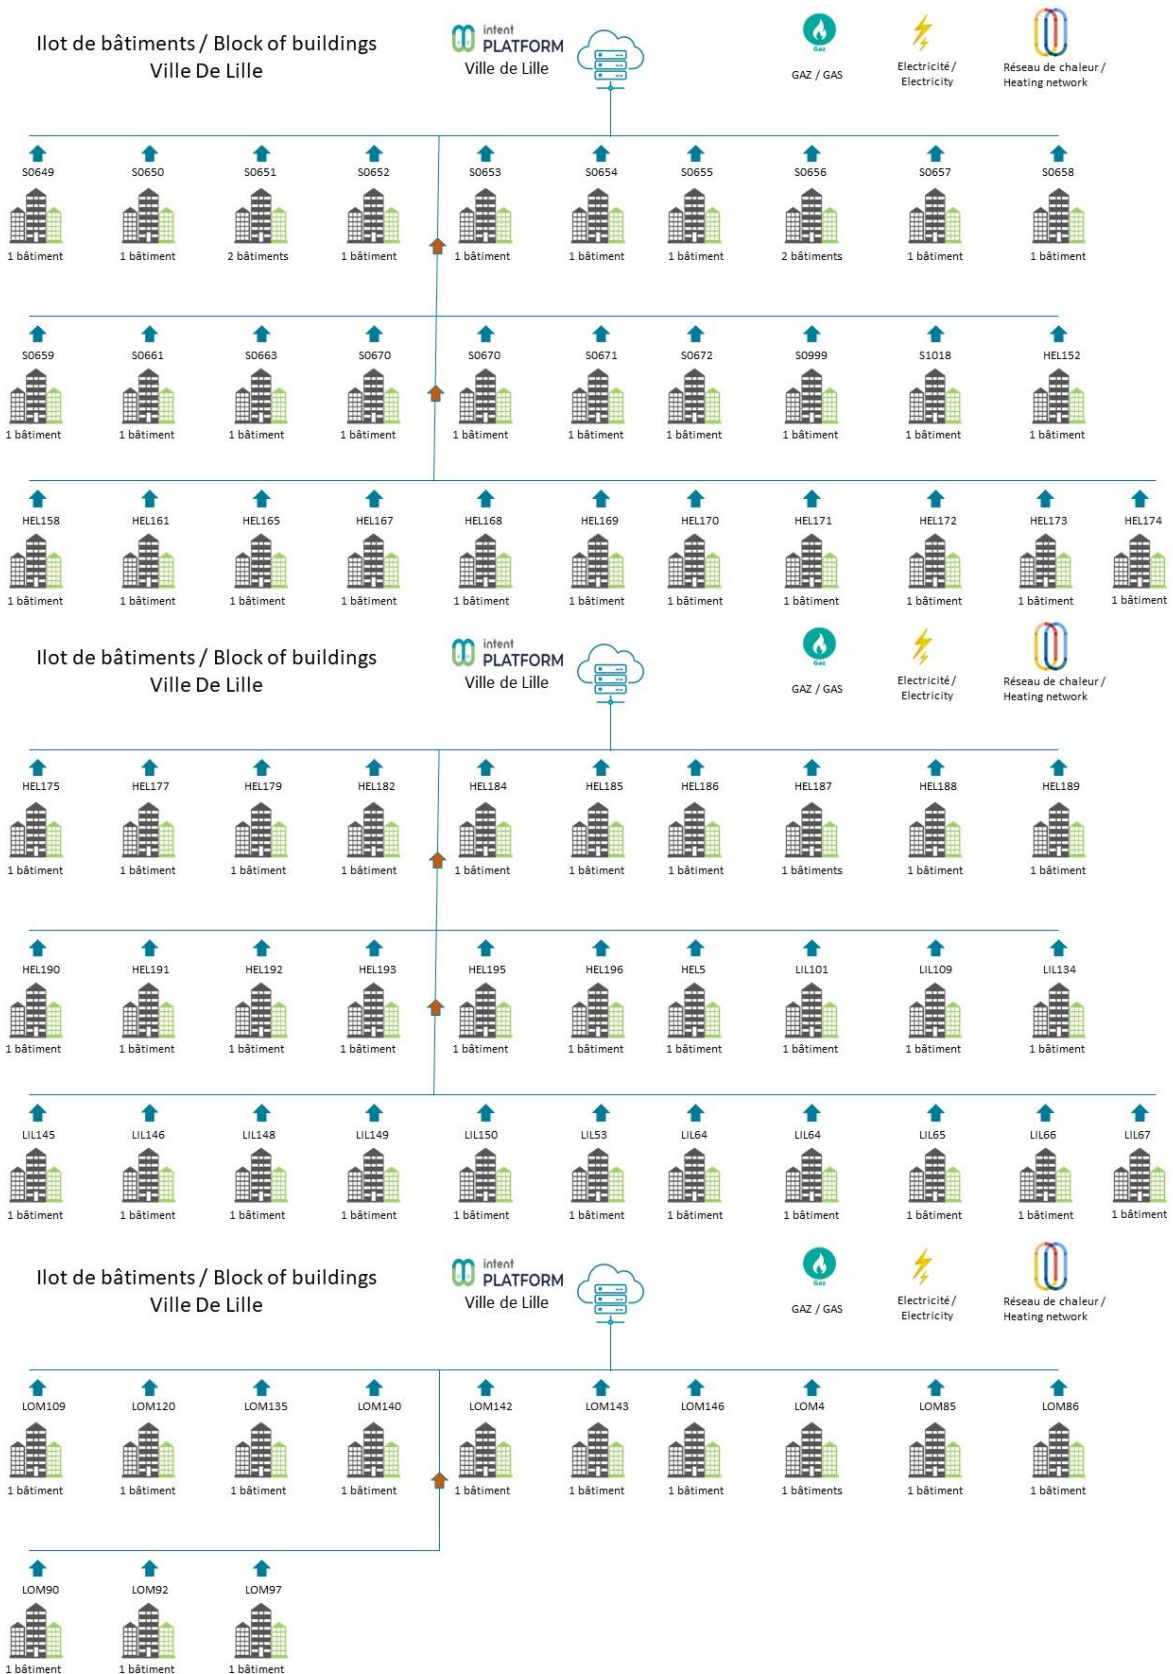 Ilot de bâtiments / Block of buildings
Ville De Lille
intent
PLATFORM
Ville de Lille
Gaz
GAZ / GAS
Electricité /
Electricity
Réseau de chaleur /
Heating network
S0649 S0650 S0651 S0652 S0653 S0654 S0655 S0656 S0657 S0658
1 bâtiment 1 bâtiment 2 bâtiments 1 bâtiment 1 bâtiment 1 bâtiment 1 bâtiment 2 bâtiments 1 bâtiment 1 bâtiment
S0659 S0661 S0663 S0670 S0670 S0671 S0672 S0999 S1018 HEL152
1 bâtiment 1 bâtiment 1 bâtiment 1 bâtiment 1 bâtiment 1 bâtiment 1 bâtiment 1 bâtiment 1 bâtiment 1 bâtiment
HEL158 HEL161 HEL165 HEL167 HEL168 HEL169 HEL170 HEL171 HEL172 HEL173 HEL174
1 bâtiment 1 bâtiment 1 bâtiment 1 bâtiment 1 bâtiment 1 bâtiment 1 bâtiment 1 bâtiment 1 bâtiment 1 bâtiment 1 bâtiment
Ilot de bâtiments / Block of buildings
Ville De Lille
intent
PLATFORM
Ville de Lille
Gaz
GAZ / GAS
Electricité /
Electricity
Réseau de chaleur /
Heating network
HEL175 HEL177 HEL179 HEL182 HEL184 HEL185 HEL186 HEL187 HEL188 HEL189
1 bâtiment 1 bâtiment 1 bâtiment 1 bâtiment 1 bâtiment 1 bâtiment 1 bâtiment 1 bâtiments 1 bâtiment 1 bâtiment
HEL190 HEL191 HEL192 HEL193 HEL195 HEL196 HEL5 LIL101 LIL109 LIL134
1 bâtiment 1 bâtiment 1 bâtiment 1 bâtiment 1 bâtiment 1 bâtiment 1 bâtiment 1 bâtiment 1 bâtiment 1 bâtiment
LIL145 LIL146 LIL148 LIL149 LIL150 LIL53 LIL64 LIL64 LIL65 LIL66 LIL67
1 bâtiment 1 bâtiment 1 bâtiment 1 bâtiment 1 bâtiment 1 bâtiment 1 bâtiment 1 bâtiment 1 bâtiment 1 bâtiment 1 bâtiment
Ilot de bâtiments / Block of buildings
Ville De Lille
intent
PLATFORM
Ville de Lille
Gaz
GAZ / GAS
Electricité /
Electricity
Réseau de chaleur /
Heating network
LOM109 LOM120 LOM135 LOM140 LOM142 LOM143 LOM146 LOM4 LOM85 LOM86
1 bâtiment 1 bâtiment 1 bâtiment 1 bâtiment 1 bâtiment 1 bâtiment 1 bâtiment 1 bâtiments 1 bâtiment 1 bâtiment
LOM90 LOM92 LOM97
1 bâtiment 1 bâtiment 1 bâtiment